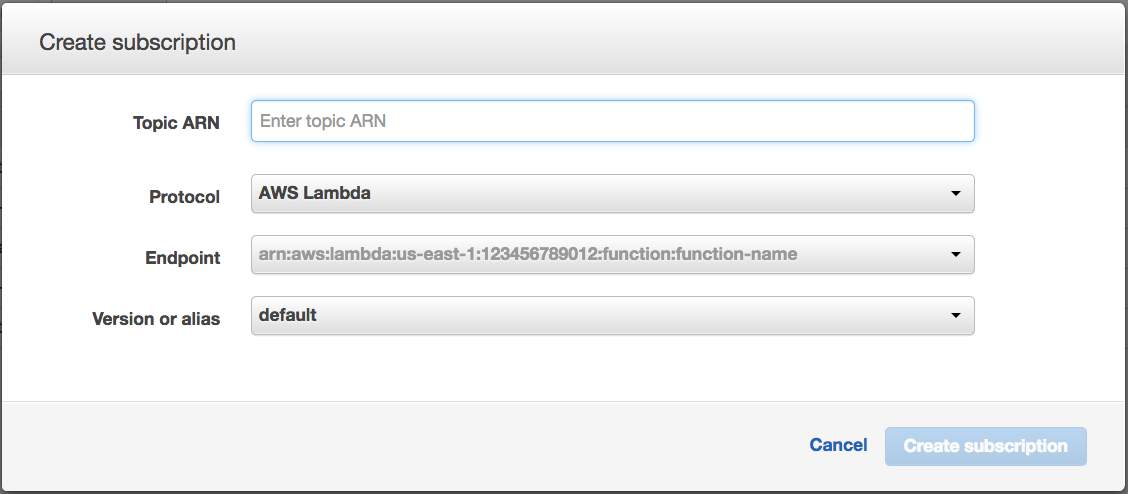 Create subscription
Topic ARN Enter topic ARN
Protocol AWS Lambda
Endpoint arn:aws:lambda:us-east-1:123456789012:function:function-name
Version or alias default
Cancel Create subscription